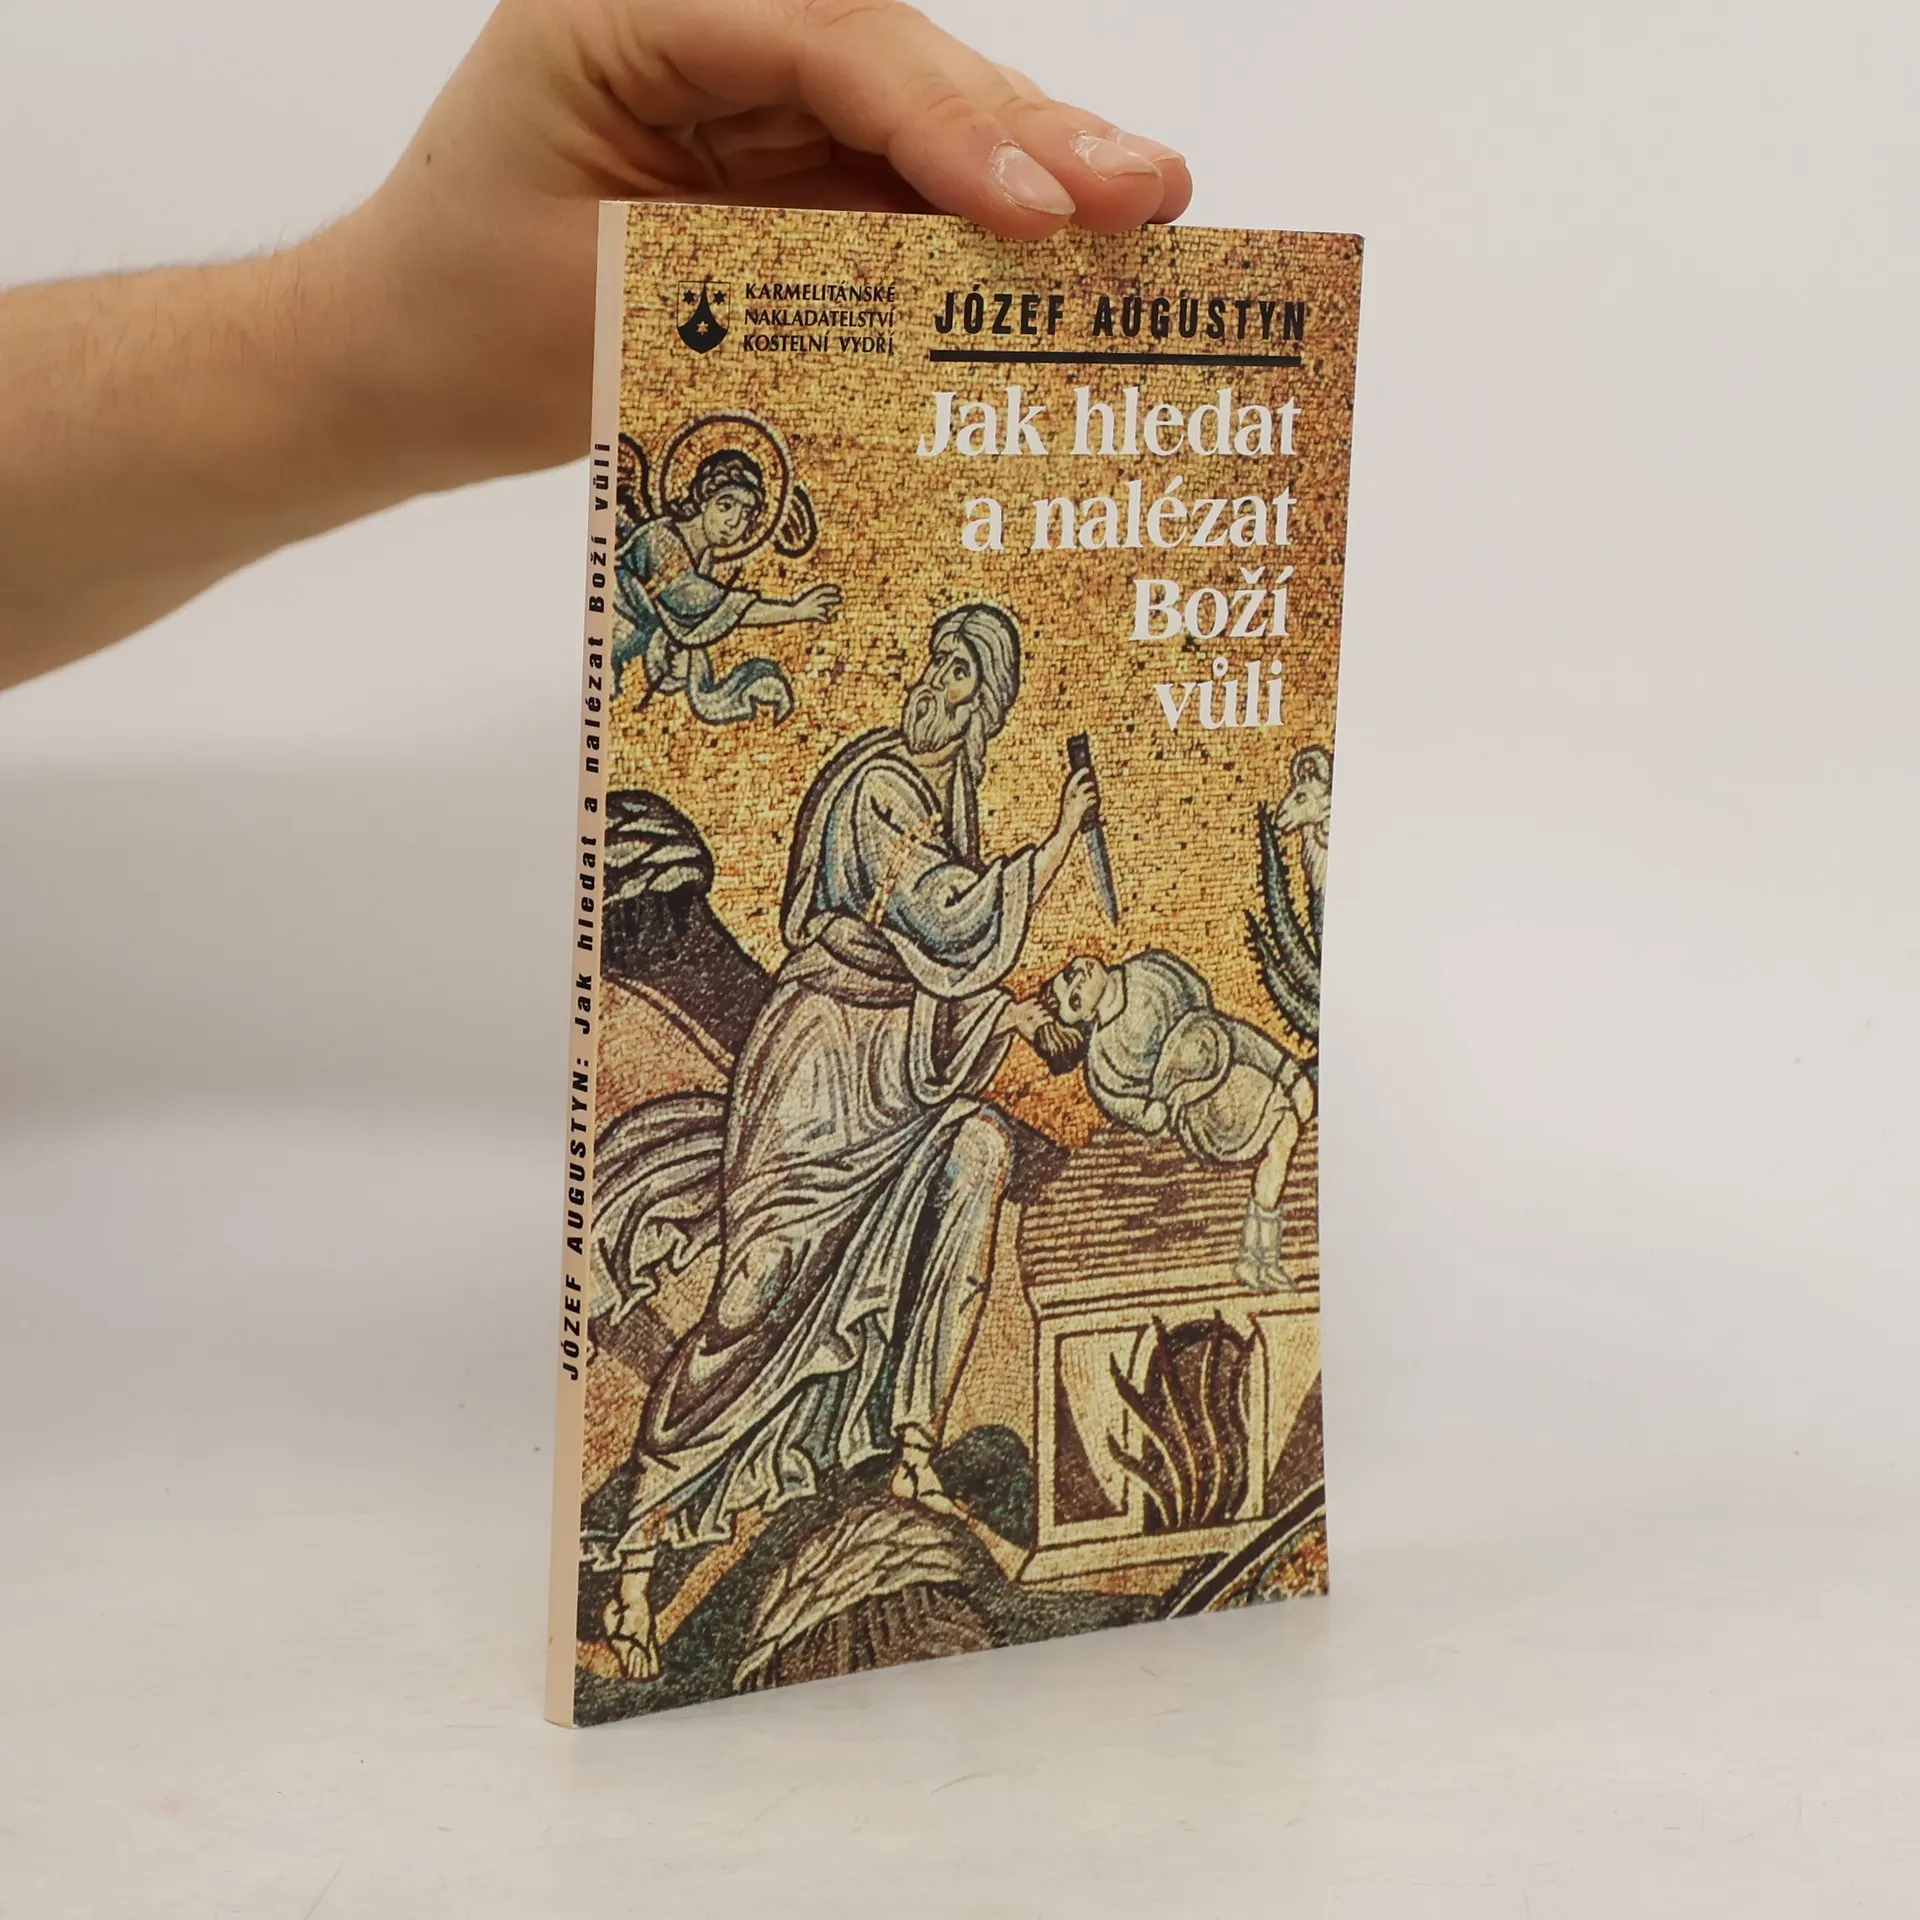 KARMELITÁNSKÉ
NAKLADATELSTVÍ
KOSTELNÍ VYDŘÍ
JÓZEF AUGUSTYN
Jak hledat
a nalézat
Boží
vůli
JÓZEF AUGUSTYN: Jak hledat a nalézat Boží vůli